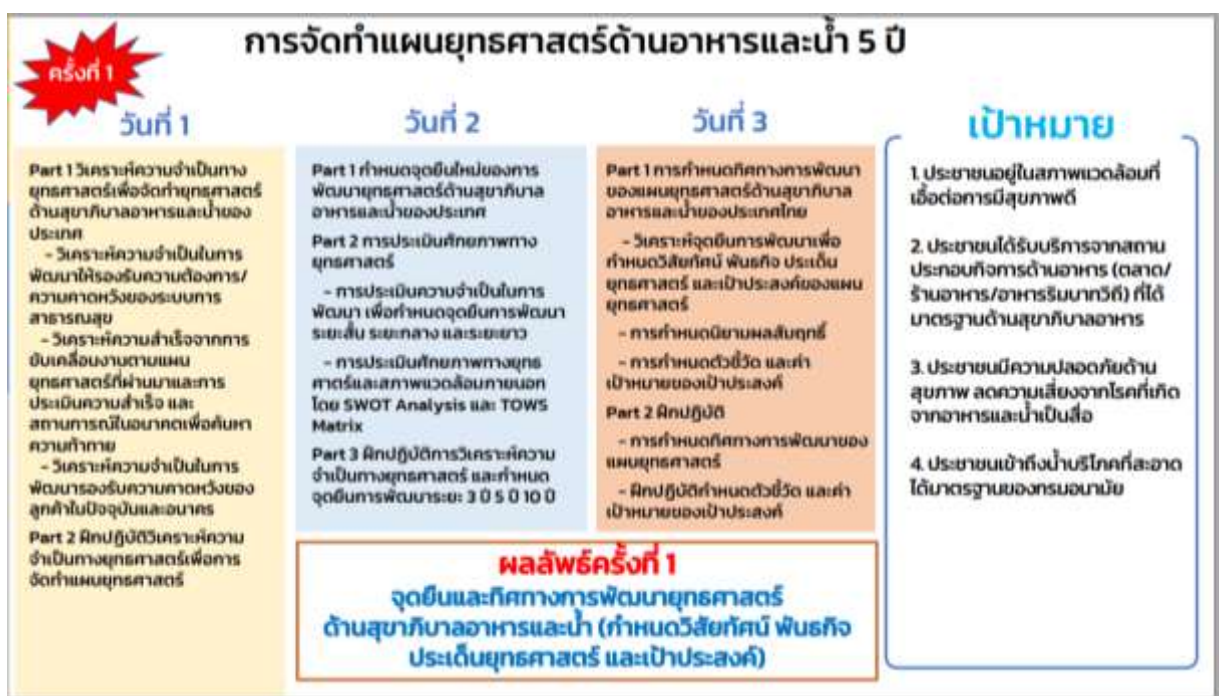 การจัดทำแผนยุทธศาสตร์ด้านอาหารและน้ำ 5 ปี
ครั้งที่ 1
วันที่ 1
Part 1 วิเคราะห์ความจำเป็นทาง
ยุทธศาสตร์เพื่อจัดทำยุทธศาสตร์
ด้านสุขาภิบาลอาหารและน้ำของ
ประเทศ
- วิเคราะห์ความจำเป็นในการ
พัฒนาให้รองรับความต้องการ/
ความคาดหวังของระบบการ
สาธารณสุข
- วิเคราะห์ความสำเร็จจากการ
ขับเคลื่อนงานตามแผน
ยุทธศาสตร์ที่ผ่านมาและการ
ประเมินความสำเร็จ และ
สถานการณ์ในอนาคตเพื่อค้นหา
ความท้าทาย
- วิเคราะห์ความจำเป็นในการ
พัฒนารองรับความคาดหวังของ
ลูกค้าในปัจจุบันและอนาคร
Part 2 ฝึกปฏิบัติวิเคราะห์ความ
จำเป็นทางยุทธศาสตร์เพื่อการ
จัดทำแผนยุทธศาสตร์
วันที่ 2
Part 1 กำหนดจุดยืนใหม่ของการ
พัฒนายุทธศาสตร์ด้านสุขาภิบาล
อาหารและน้ำของประเทศ
Part 2 การประเมินศักยภาพทาง
ยุทธศาสตร์
- การประเมินความจำเป็นในการ
พัฒนา เพื่อกำหนดจุดยืนการพัฒนา
ระยะสั้น ระยะกลาง และระยะยาว
- การประเมินศักยภาพทางยุทธ
ศาตร์และสภาพแวดล้อมภายนอก
โดย SWOT Analysis และ TOWS
Matrix
Part 3 ฝึกปฏิบัติการวิเคราะห์ความ
จำเป็นทางยุทธศาสตร์ และกำหนด
จุดยืนการพัฒนาระยะ 3 ปี 5 ปี 10 ปี
วันที่ 3
Part 1 การกำหนดทิศทางการพัฒนา
ของแผนยุทธศาสตร์ด้านสุขาภิบาล
อาหารและน้ำของประเทศไทย
- วิเคราะห์จุดยืนการพัฒนาเพื่อ
กำหนดวิสัยทัศน์ พันธกิจ ประเด็น
ยุทธศาสตร์ และเป้าประสงค์ของแผน
ยุทธศาสตร์
- การกำหนดนิยามผลสัมฤทธิ์
- การกำหนดตัวชี้วัด และค่า
เป้าหมายของเป้าประสงค์
Part 2 ฝึกปฏิบัติ
- การกำหนดทิศทางการพัฒนาของ
แผนยุทธศาสตร์
- ฝึกปฏิบัติกำหนดตัวชี้วัด และค่า
เป้าหมายของเป้าประสงค์
ผลลัพธ์ครั้งที่ 1
จุดยืนและทิศทางการพัฒนายุทธศาสตร์
ด้านสุขาภิบาลอาหารและน้ำ (กำหนดวิสัยทัศน์ พันธกิจ
ประเด็นยุทธศาสตร์ และเป้าประสงค์)
เป้าหมาย
1. ประชาชนอยู่ในสภาพแวดล้อมที่
เอื้อต่อการมีสุขภาพดี
2. ประชาชนได้รับบริการจากสถาน
ประกอบกิจการด้านอาหาร (ตลาด/
ร้านอาหาร/อาหารริมบาทวิถี) ที่ได้
มาตรฐานด้านสุขาภิบาลอาหาร
3. ประชาชนมีความปลอดภัยด้าน
สุขภาพ ลดความเสี่ยงจากโรคที่เกิด
จากอาหารและน้ำเป็นสื่อ
4. ประชาชนเข้าถึงน้ำบริโภคที่สะอาด
ได้มาตรฐานของกรมอนามัย